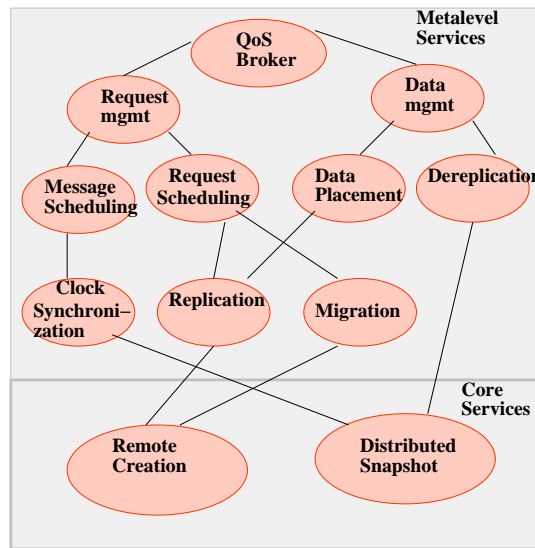 Metalevel
Services
QoS
Broker
Request
mgmt
Data
mgmt
Message
Scheduling
Request
Scheduling
Data
Placement
Dereplication
Clock
Synchroni–
zation
Replication
Migration
Core
Services
Remote
Creation
Distributed
Snapshot